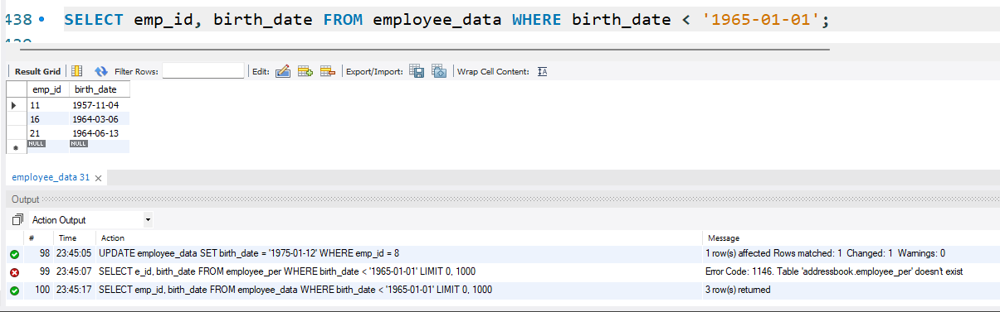 438 SELECT emp_id, birth_date FROM employee_data WHERE birth_date < '1965-01-01';
Result Grid Filter Rows: Edit: Export/Import: Wrap Cell Content:
emp_id birth_date
11 1957-11-04
16 1964-03-06
21 1964-06-13
NULL NULL
employee_data 31
Output
Action Output
# Time Action Message
98 23:45:05 UPDATE employee_data SET birth_date = '1975-01-12' WHERE emp_id = 8 1 row(s) affected Rows matched: 1 Changed: 1 Warnings: 0
99 23:45:07 SELECT e_id, birth_date FROM employee_per WHERE birth_date < '1965-01-01' LIMIT 0, 1000 Error Code: 1146. Table 'addressbook.employee_per' doesn't exist
100 23:45:17 SELECT emp_id, birth_date FROM employee_data WHERE birth_date < '1965-01-01' LIMIT 0, 1000 3 row(s) returned